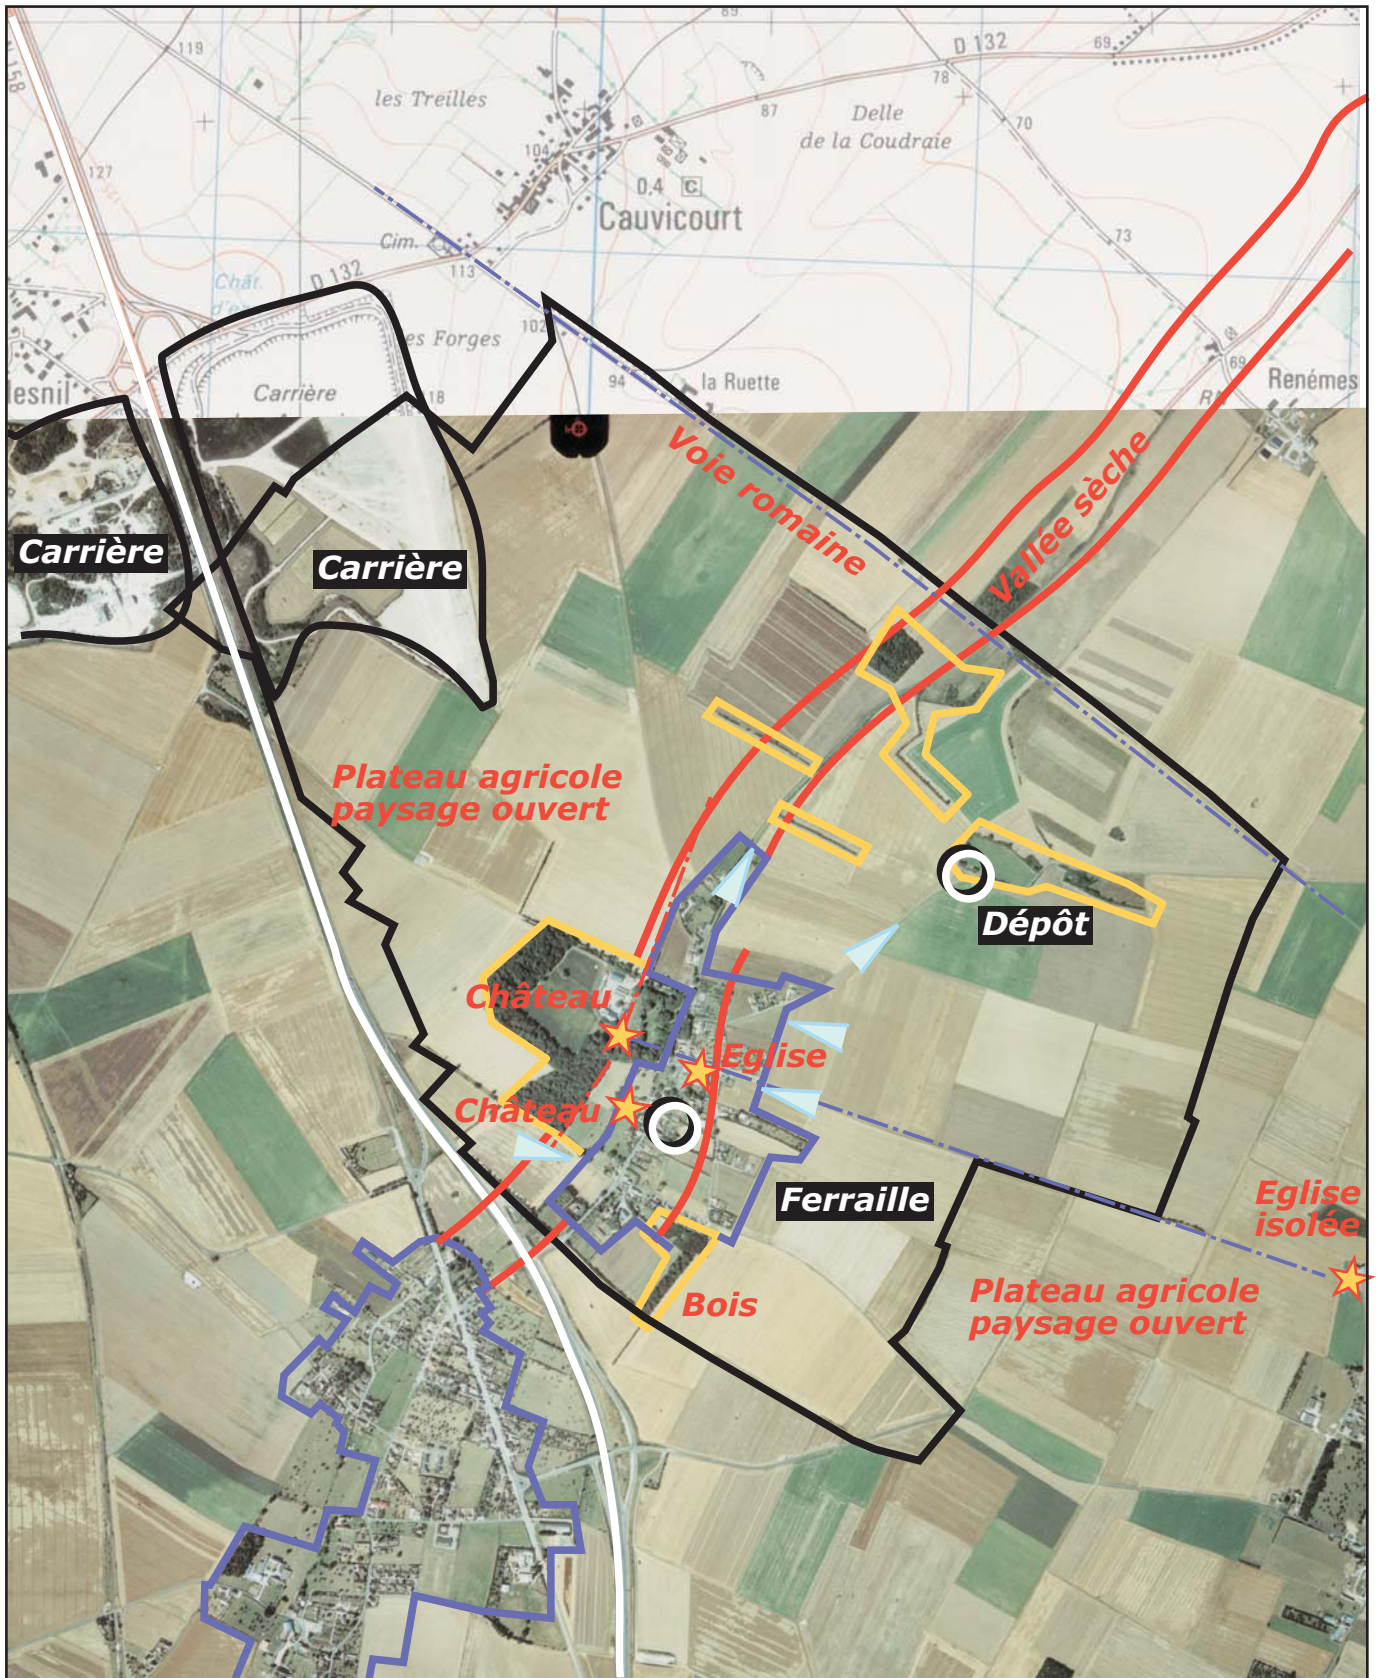 89
119
D 132
69
78
les Treilles
87
Delle
de la Coudraie
70
104
127
0.4 C
Cauvicourt
73
Cim.
113
Chât.
D 132
102
es Forges
94
la Ruette
69
lesnil
Carrière
18
Renémes
Voie romaine
Vallée sèche
Carrière
Carrière
Plateau agricole
paysage ouvert
Dépôt
Château
Eglise
Château
Ferraille
Eglise
isolée
Plateau agricole
paysage ouvert
Bois